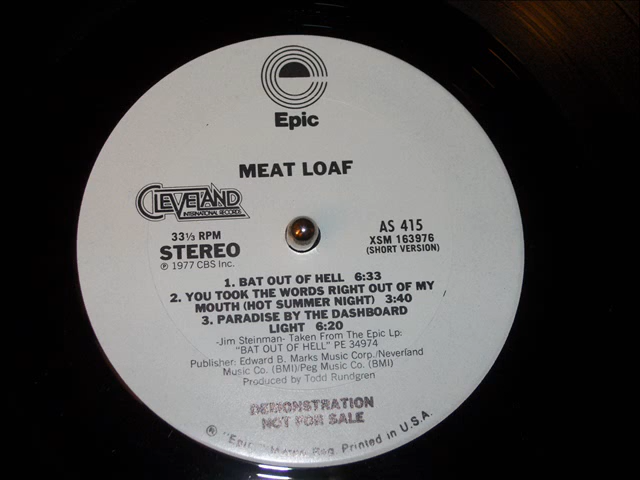 Epic
MEAT LOAF
CLEVELAND
INTERNATIONAL RECORDS
33⅓ RPM
STEREO
℗ 1977 CBS Inc.
AS 415
XSM 163976
(SHORT VERSION)
1. BAT OUT OF HELL 6:33
2. YOU TOOK THE WORDS RIGHT OUT OF MY
MOUTH (HOT SUMMER NIGHT) 3:40
3. PARADISE BY THE DASHBOARD
LIGHT 6:20
-Jim Steinman- Taken From The Epic Lp:
"BAT OUT OF HELL" PE 34974
Publisher: Edward B. Marks Music Corp./Neverland
Music Co. (BMI)/Peg Music Co. (BMI)
Produced by Todd Rundgren
DEMONSTRATION
NOT FOR SALE
® "Epic" Reg. Printed in U.S.A.